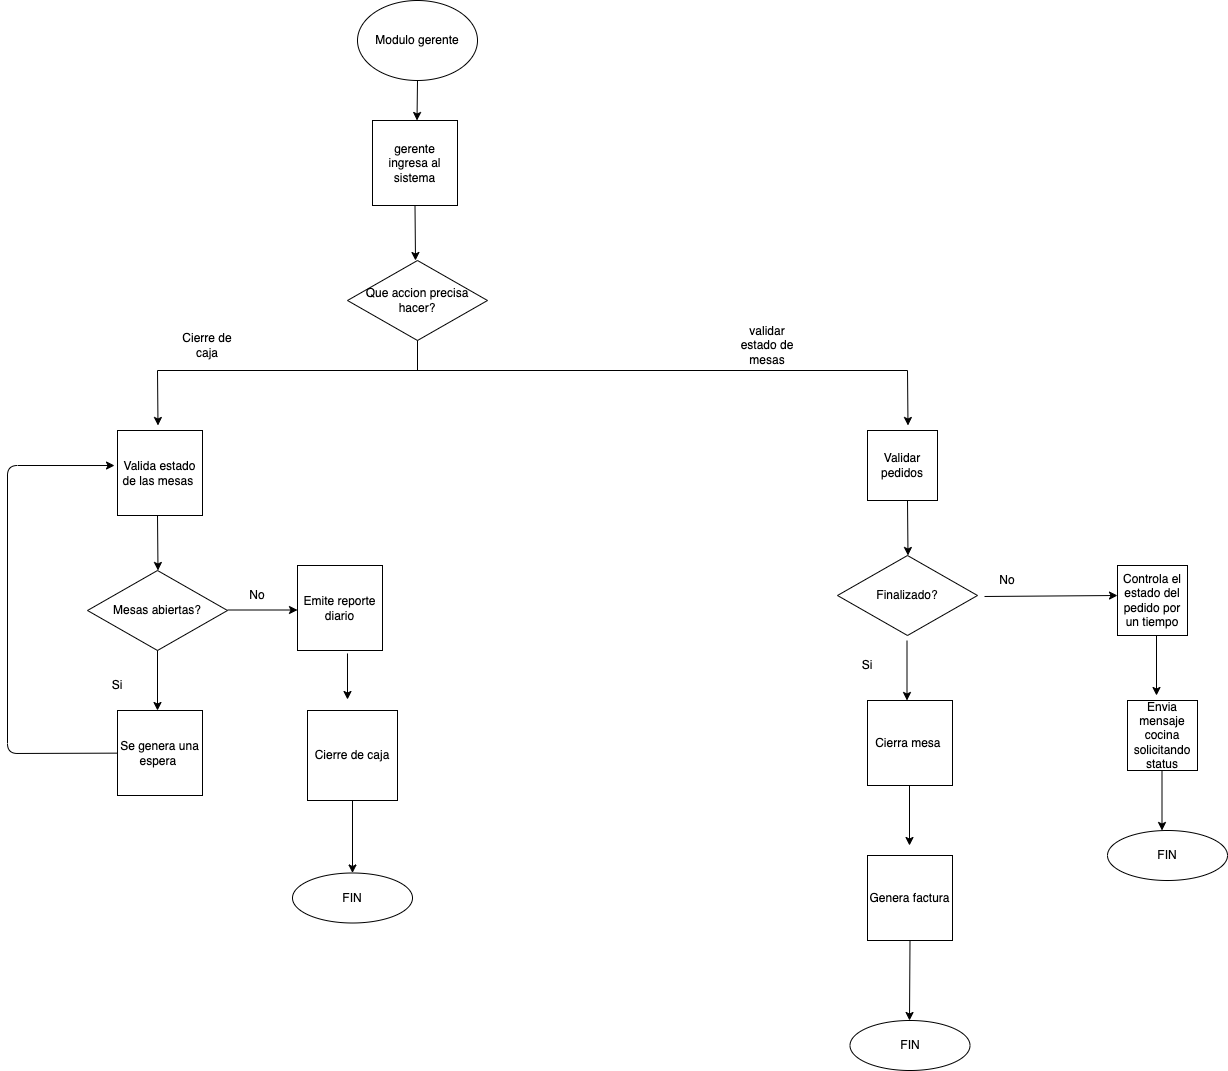 Modulo gerente
gerente
ingresa al
sistema
Que accion precisa
hacer?
Cierre de
caja
validar
estado de
mesas
Valida estado
de las mesas
Validar
pedidos
Mesas abiertas?
No
Emite reporte
diario
Finalizado?
No
Controla el
estado del
pedido por
un tiempo
Si
Si
Se genera una
espera
Cierre de caja
Cierra mesa
Envia
mensaje
cocina
solicitando
status
FIN
Genera factura
FIN
FIN